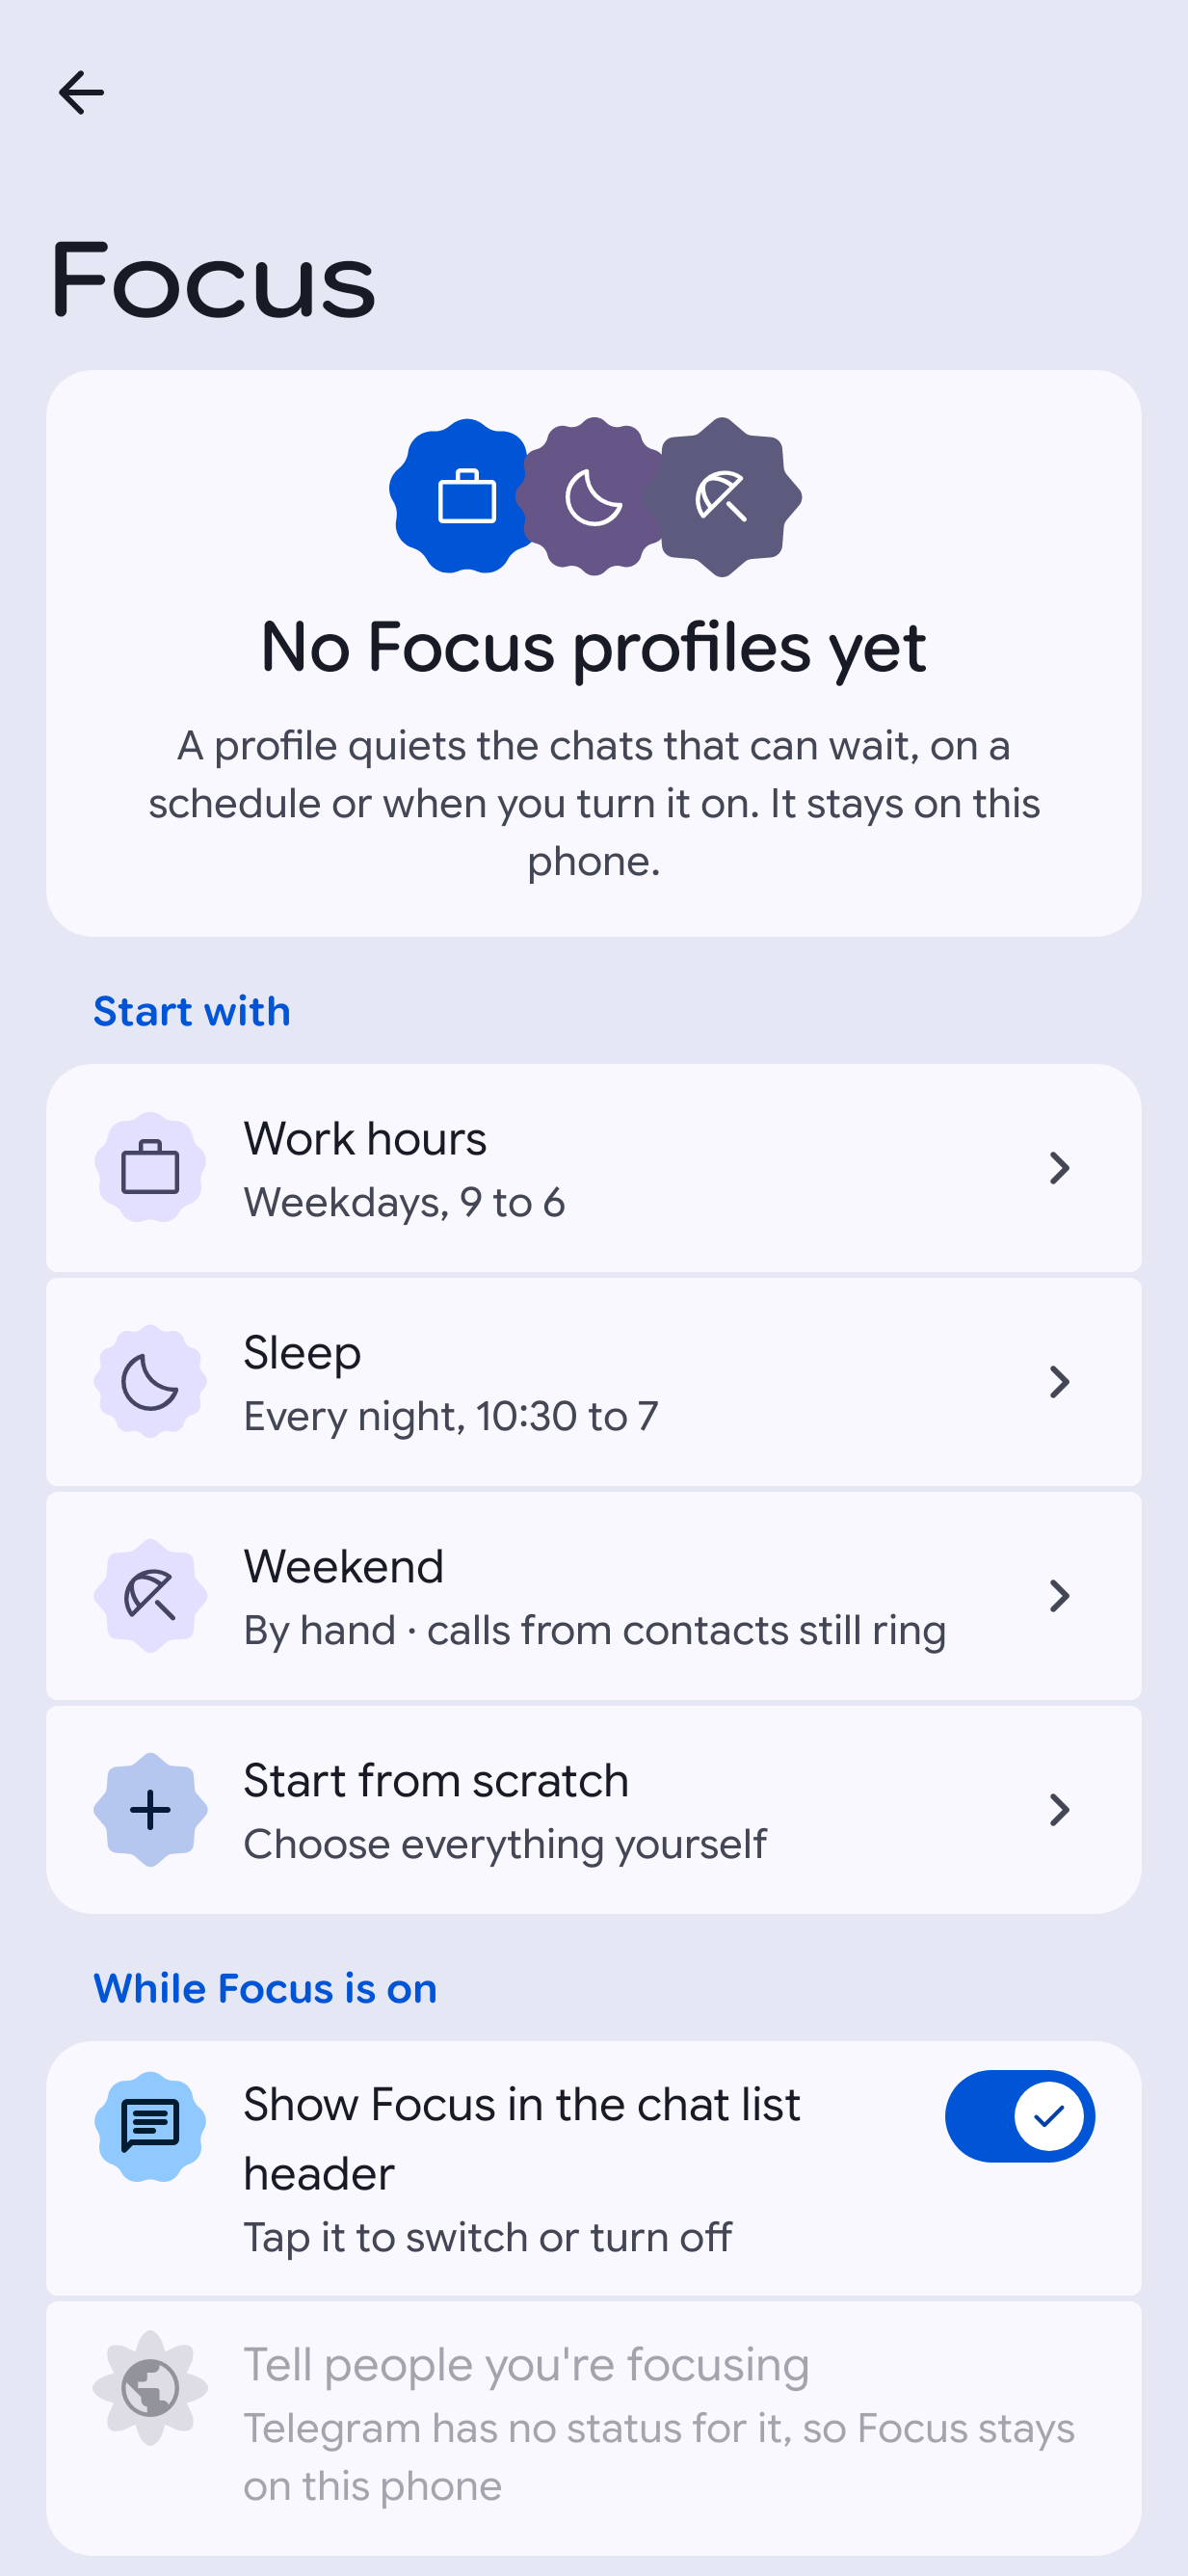 Focus
No Focus profiles yet
A profile quiets the chats that can wait, on a
schedule or when you turn it on. It stays on this
phone.
Start with
Work hours
Weekdays, 9 to 6
Sleep
Every night, 10:30 to 7
Weekend
By hand · calls from contacts still ring
Start from scratch
Choose everything yourself
While Focus is on
Show Focus in the chat list
header
Tap it to switch or turn off
Tell people you're focusing
Telegram has no status for it, so Focus stays
on this phone